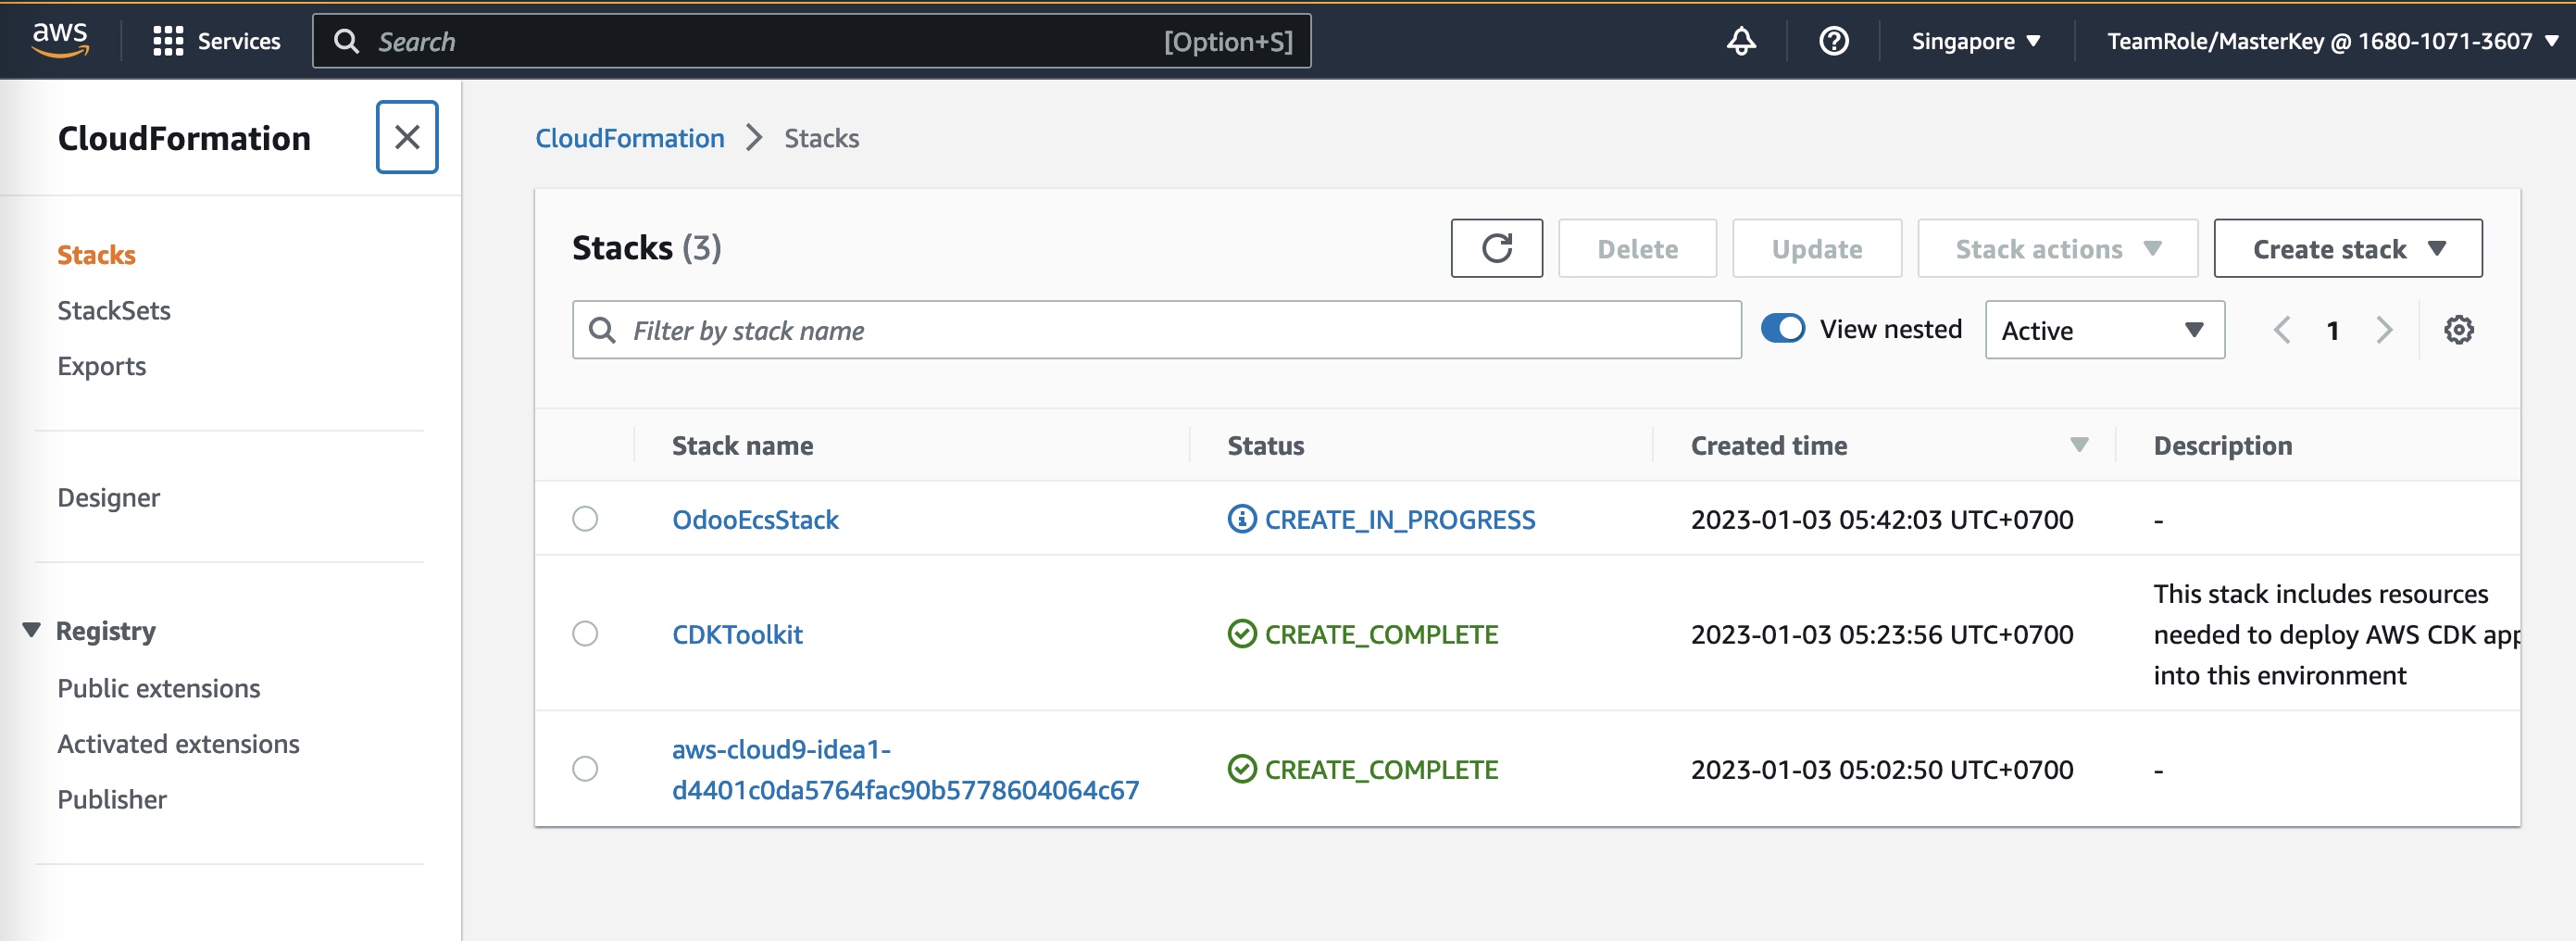 aws Services Search [Option+S] Singapore TeamRole/MasterKey @ 1680-1071-3607
CloudFormation
Stacks
StackSets
Exports
Designer
Registry
Public extensions
Activated extensions
Publisher
CloudFormation > Stacks
Stacks (3) Delete Update Stack actions Create stack
Filter by stack name View nested Active 1
Stack name Status Created time Description
OdooEcsStack CREATE_IN_PROGRESS 2023-01-03 05:42:03 UTC+0700 -
This stack includes resources
CDKToolkit CREATE_COMPLETE 2023-01-03 05:23:56 UTC+0700 needed to deploy AWS CDK app
into this environment
aws-cloud9-idea1-
d4401c0da5764fac90b5778604064c67 CREATE_COMPLETE 2023-01-03 05:02:50 UTC+0700 -